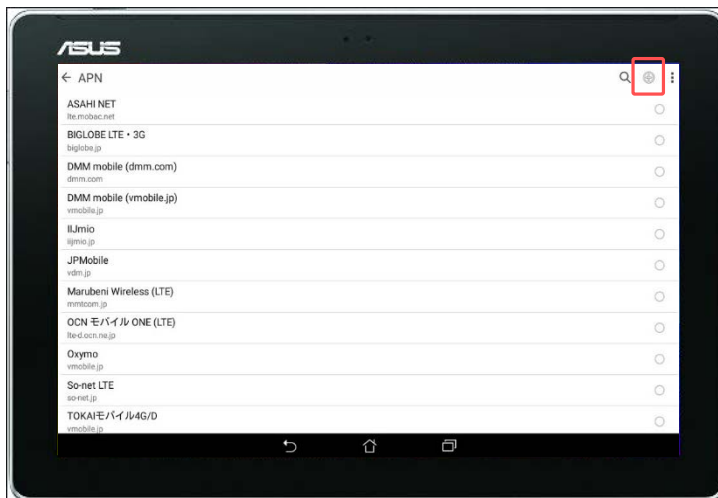 ASUS
APN
ASAHI NET
lte.mobac.net
BIGLOBE LTE・3G
biglobe.jp
DMM mobile (dmm.com)
dmm.com
DMM mobile (vmobile.jp)
vmobile.jp
IIJmio
iijmio.jp
JPMobile
vdm.jp
Marubeni Wireless (LTE)
mmtcom.jp
OCN モバイル ONE (LTE)
lte-d.ocn.ne.jp
Oxymo
vmobile.jp
So-net LTE
so-net.jp
TOKAIモバイル4G/D
vmobile.jp